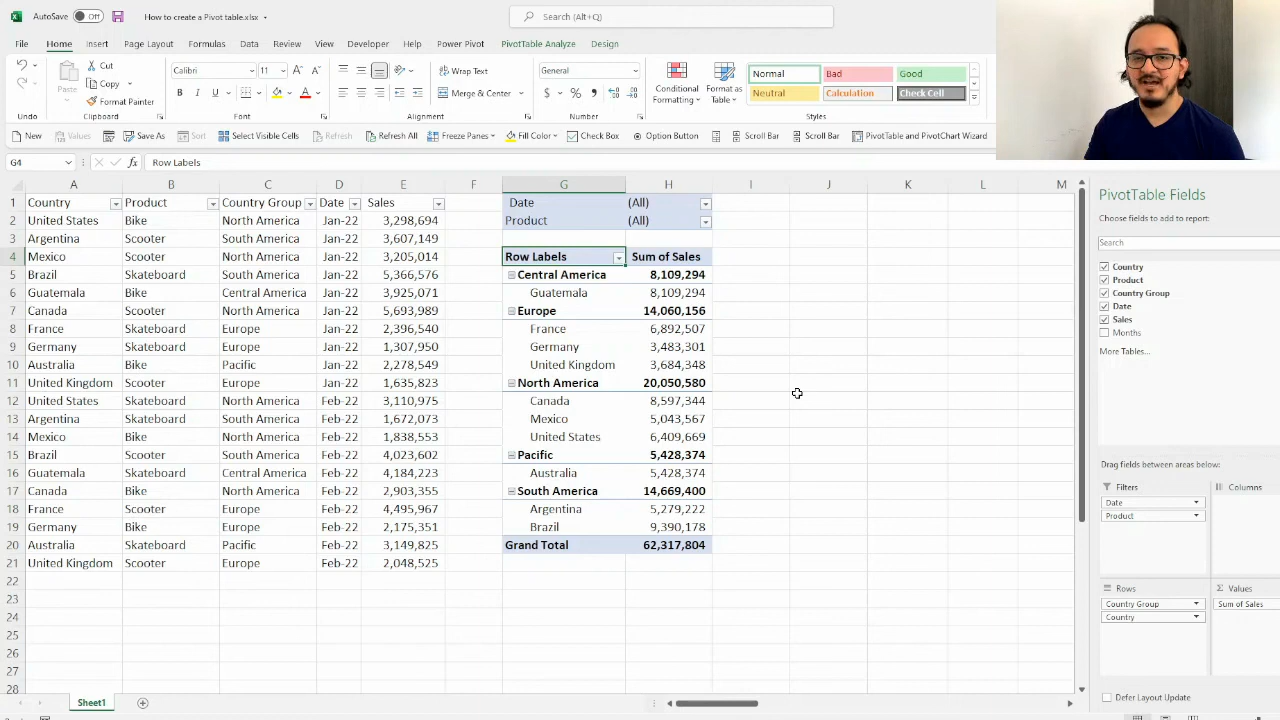 AutoSave Off How to create a Pivot table.xlsx Search (Alt+Q)
File Home Insert Page Layout Formulas Data Review View Developer Help Power Pivot PivotTable Analyze Design
Paste Cut Copy Format Painter
Calibri 11
Wrap Text
Merge & Center
General
Conditional Formatting Format as Table
Normal Bad Good
Neutral Calculation Check Cell
Undo Clipboard Font Alignment Number Styles
New Save As Sort Select Visible Cells Refresh Refresh All Freeze Panes Fill Color Check Box Option Button Scroll Bar Scroll Bar PivotTable and PivotChart Wizard
G4 fx Row Labels
A B C D E F G H I J K L M
1 Country Product Country Group Date Sales Date (All)
2 United States Bike North America Jan-22 3,298,694 Product (All)
3 Argentina Scooter South America Jan-22 3,607,149
4 Mexico Scooter North America Jan-22 3,205,014 Row Labels Sum of Sales
5 Brazil Skateboard South America Jan-22 5,366,576 Central America 8,109,294
6 Guatemala Bike Central America Jan-22 3,925,071 Guatemala 8,109,294
7 Canada Bike North America Jan-22 5,693,989 Europe 14,060,156
8 France Skateboard Europe Jan-22 2,396,540 France 6,892,507
9 Germany Skateboard Europe Jan-22 1,307,950 Germany 3,483,301
10 Australia Bike Pacific Jan-22 2,278,549 United Kingdom 3,684,348
11 United Kingdom Scooter Europe Jan-22 1,635,823 North America 20,050,580
12 United States Scooter North America Feb-22 3,110,975 Canada 8,597,344
13 Argentina Scooter South America Feb-22 1,672,073 Mexico 5,043,567
14 Mexico Bike North America Feb-22 1,838,553 United States 6,409,669
15 Brazil Skateboard South America Feb-22 4,023,602 Pacific 5,428,374
16 Guatemala Skateboard Central America Feb-22 4,184,223 Australia 5,428,374
17 Canada Bike North America Feb-22 2,903,355 South America 14,669,400
18 France Scooter Europe Feb-22 4,495,967 Argentina 5,279,222
19 Germany Bike Europe Feb-22 2,175,351 Brazil 9,390,178
20 Australia Skateboard Pacific Feb-22 3,149,825 Grand Total 62,317,804
21 United Kingdom Scooter Europe Feb-22 2,048,525
22
23
24
25
26
27
28
Sheet1
PivotTable Fields
Choose fields to add to report:
Search
Country
Product
Country Group
Date
Sales
Months
More Tables...
Drag fields between areas below:
Filters Columns
Date
Product
Rows Values
Country Group Sum of Sales
Country
Defer Layout Update